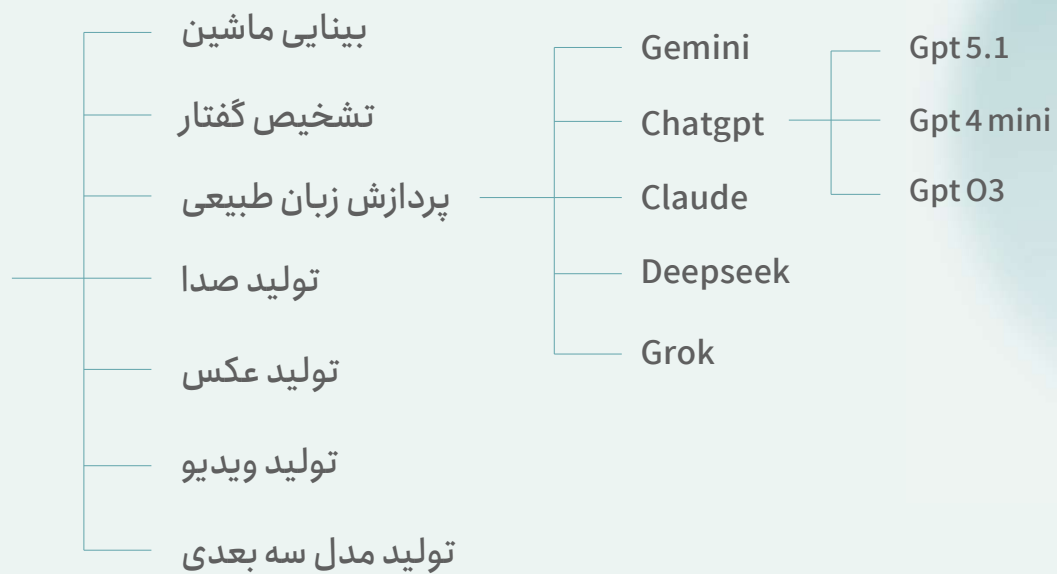 بینایی ماشین
تشخیص گفتار
پردازش زبان طبیعی
تولید صدا
تولید عکس
تولید ویدیو
تولید مدل سه بعدی
Gemini
Chatgpt
Claude
Deepseek
Grok
Gpt 5.1
Gpt 4 mini
Gpt O3